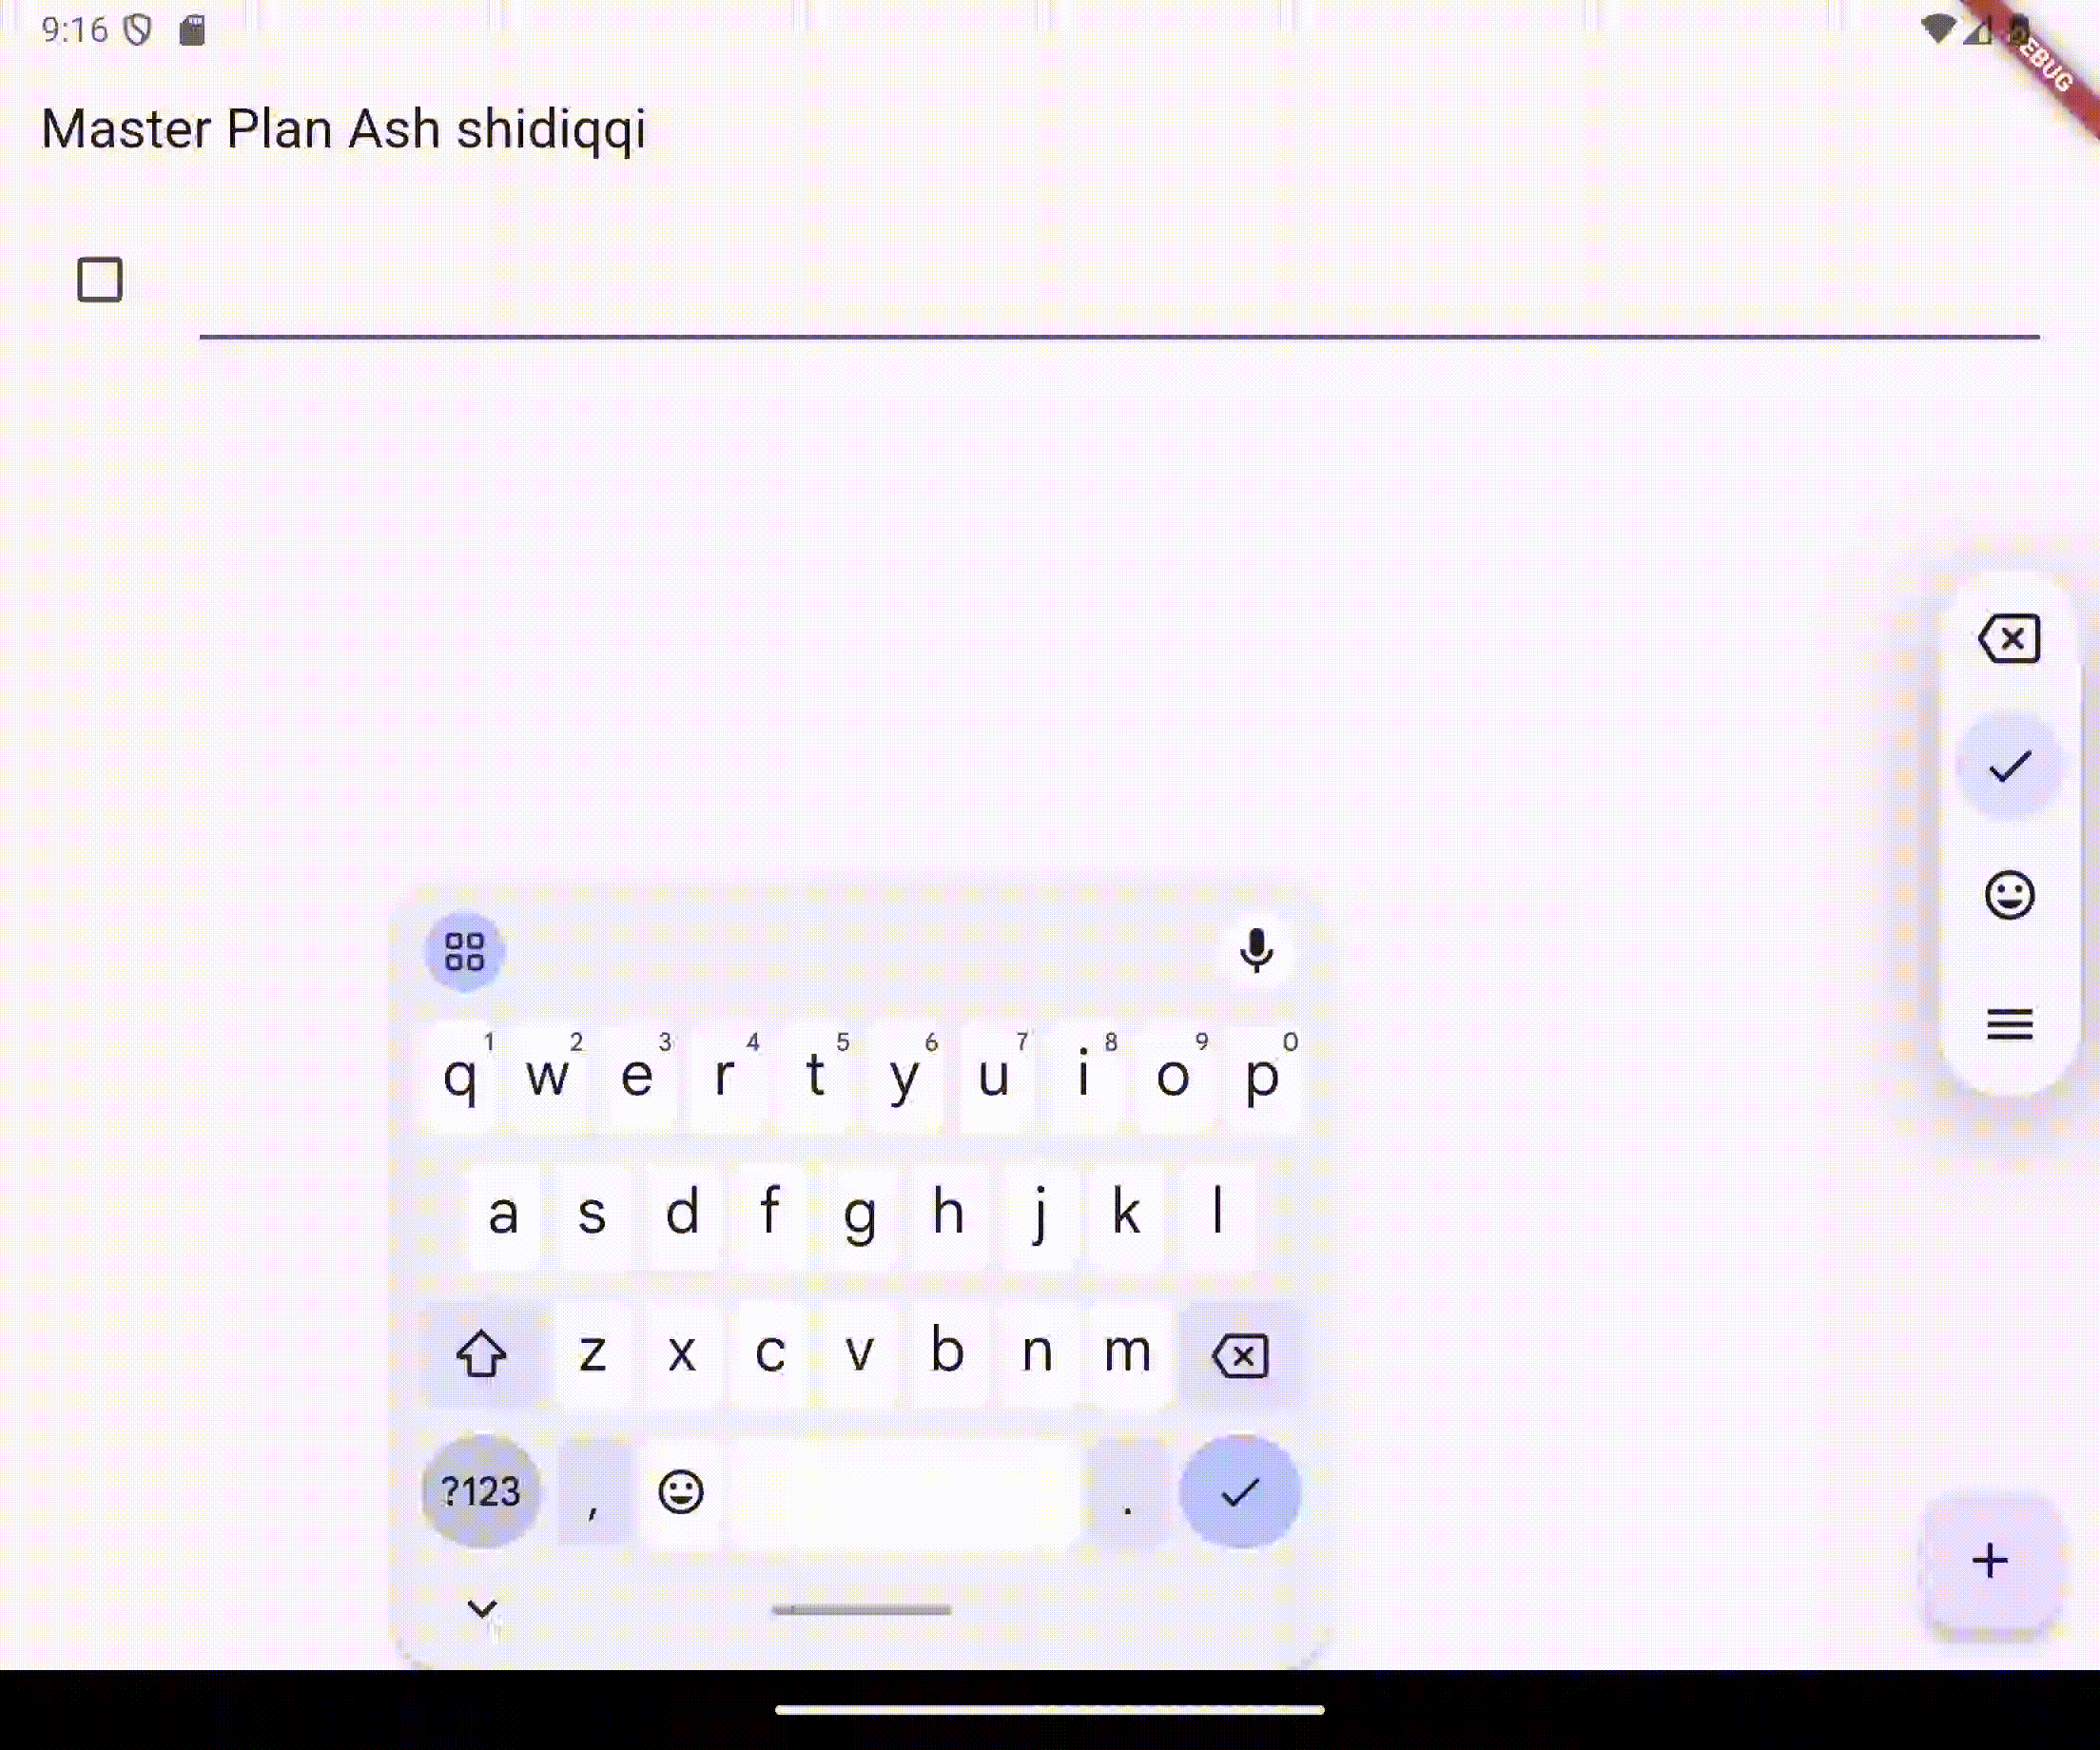 9:16
DEBUG
Master Plan Ash shidiqqi
1 2 3 4 5 6 7 8 9 0
q w e r t y u i o p
a s d f g h j k l
z x c v b n m
?123 , .